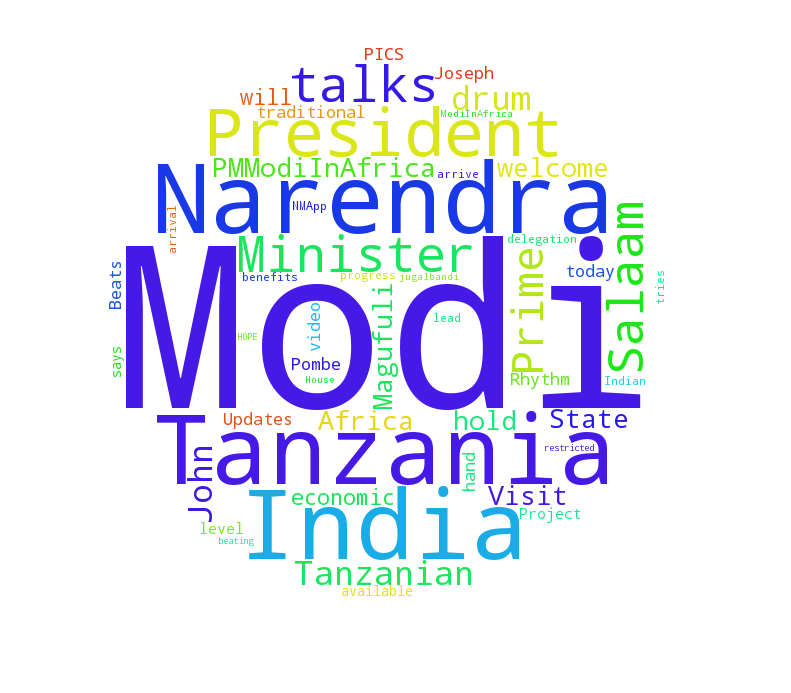 PICS
talks
Joseph
will
drum
traditional
ModiInAfrica
President
PMModiInAfrica
arrive
welcome
Narendra
NMApp
arrival
Salaam
Minister
delegation
Beats
benefits
progress
jugalbandi
Prime
today
tries
Modi
Magufuli
video
lead
HOPE
says
Pombe
House
Rhythm
Indian
Updates
Africa
hold
State
Tanzania
John
hand
restricted
economic
Visit
India
level
Project
beating
Tanzanian
available